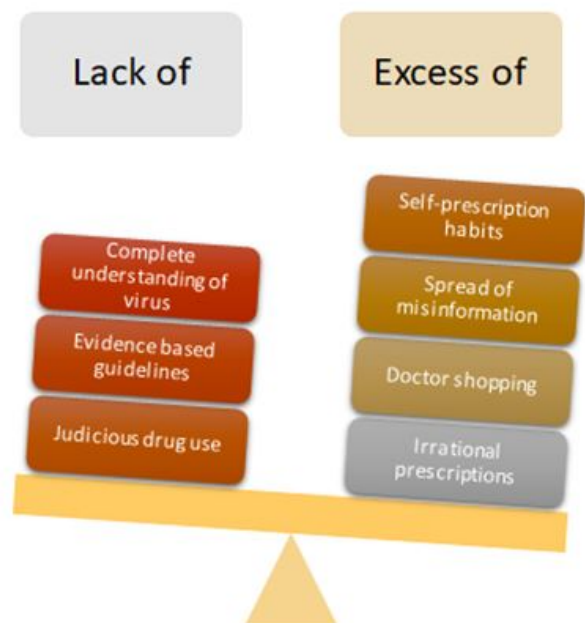 Lack of
Excess of
Complete
understanding of
virus
Evidence based
guidelines
Judicious drug use
Self-prescription
habits
Spread of
misinformation
Doctor shopping
Irrational
prescriptions